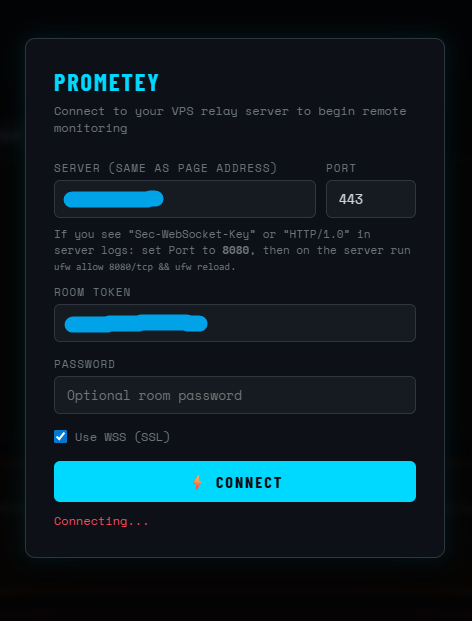 PROMETEY
Connect to your VPS relay server to begin remote
monitoring
SERVER (SAME AS PAGE ADDRESS)
PORT
443
If you see "Sec-WebSocket-Key" or "HTTP/1.0" in
server logs: set Port to 8080, then on the server run
ufw allow 8080/tcp && ufw reload.
ROOM TOKEN
PASSWORD
Optional room password
Use WSS (SSL)
⚡ CONNECT
Connecting...